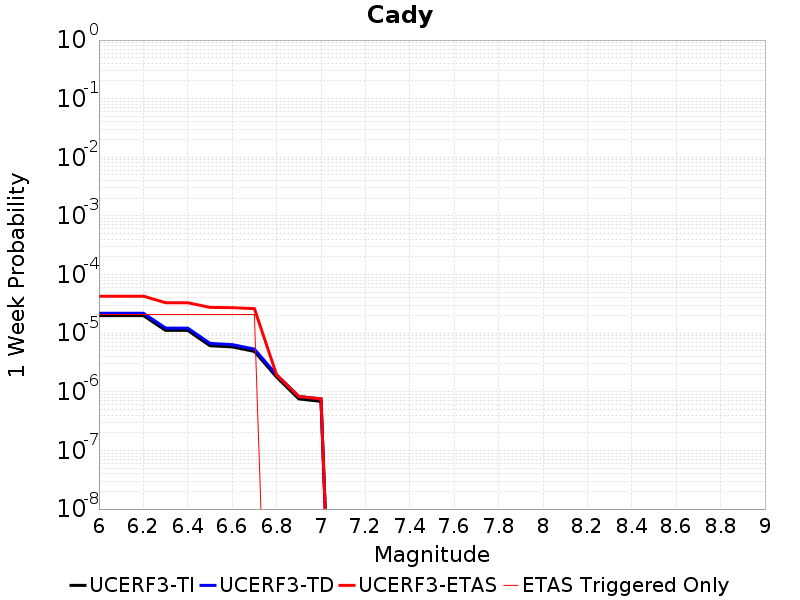 Cady
10^0
10^-1
10^-2
10^-3
10^-4
10^-5
10^-6
10^-7
10^-8
1 Week Probability
6 6.2 6.4 6.6 6.8 7 7.2 7.4 7.6 7.8 8 8.2 8.4 8.6 8.8 9
Magnitude
UCERF3-TI UCERF3-TD UCERF3-ETAS ETAS Triggered Only